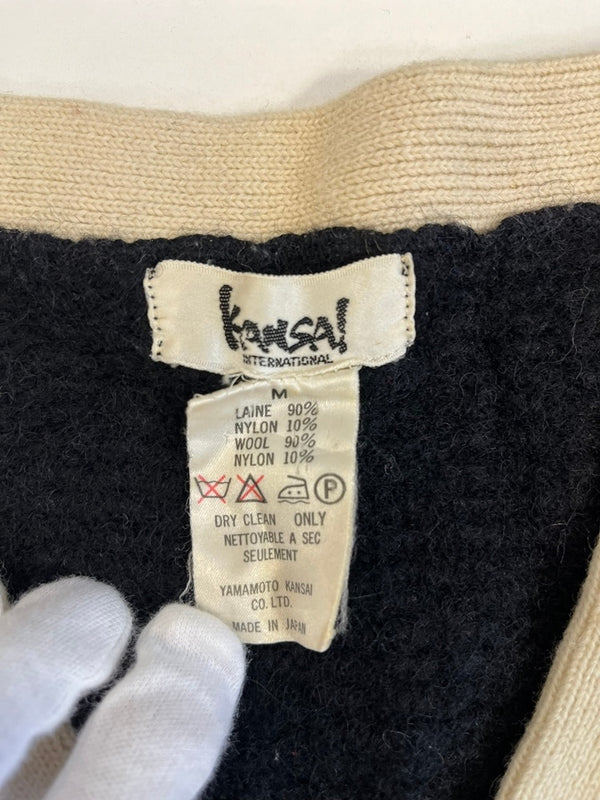 KANSAI
INTERNATIONAL
M
LAINE 90%
NYLON 10%
WOOL 90%
NYLON 10%
P
DRY CLEAN ONLY
NETTOYABLE A SEC
SEULEMENT
YAMAMOTO KANSAI
CO. LTD.
MADE IN JAPAN